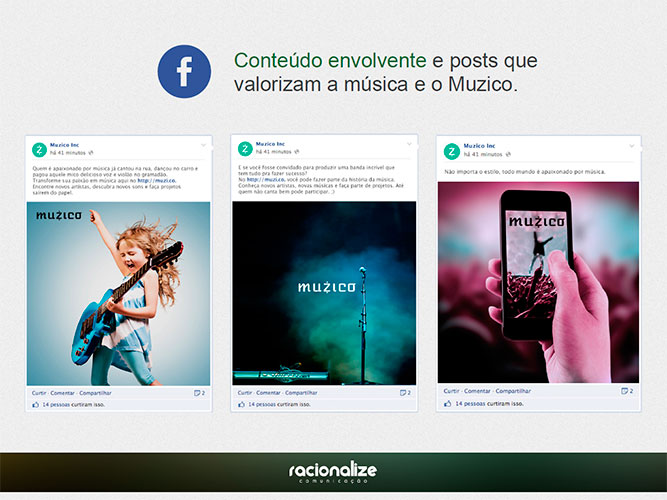 Conteúdo envolvente e posts que
valorizam a música e o Muzico.
Muzico Inc
há 41 minutos
Quem é apaixonado por música já cantou na rua, dançou no carro e
pagou aquele mico delicioso voz e violão no gramadão.
Transforme sua paixão em música aqui no http://muzi.co.
Encontre novos artistas, descubra novos sons e faça projetos
saírem do papel.
muzico
Curtir · Comentar · Compartilhar 2
14 pessoas curtiram isso.
Muzico Inc
há 41 minutos
E se você fosse convidado para produzir uma banda incrível que
tem tudo pra fazer sucesso?
No http://muzi.co, você pode fazer parte da história da música.
Conheça novos artistas, novas músicas e faça parte de projetos. Até
quem não canta bem pode participar. ;)
muzico
Curtir · Comentar · Compartilhar 2
14 pessoas curtiram isso.
Muzico Inc
há 41 minutos
Não importa o estilo, todo mundo é apaixonado por música.
muzico
Curtir · Comentar · Compartilhar 2
14 pessoas curtiram isso.
racionalize
comunicação